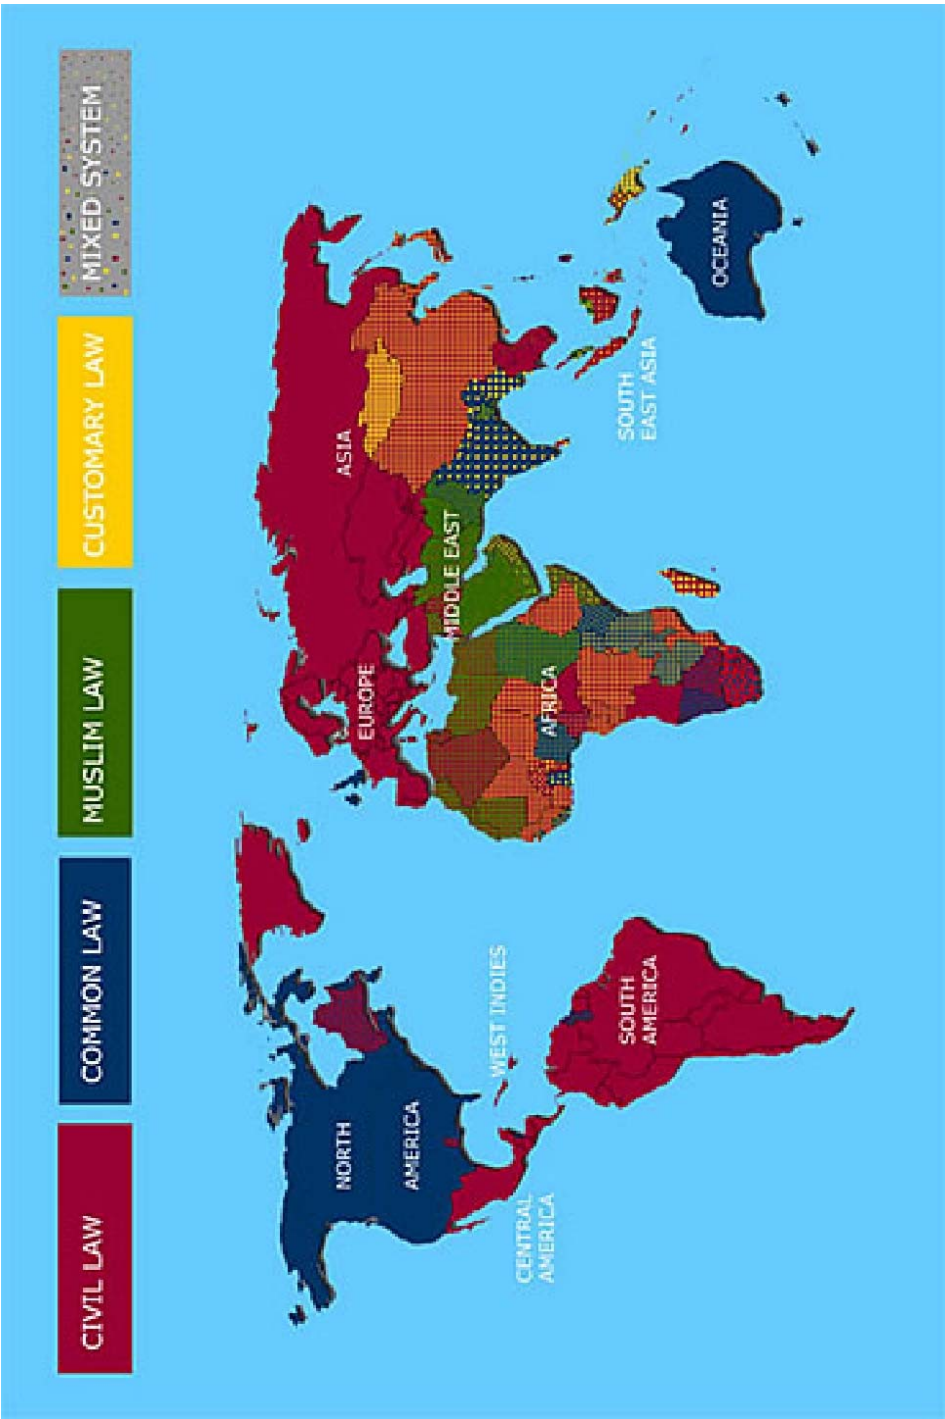 CIVIL LAW
COMMON LAW
MUSLIM LAW
CUSTOMARY LAW
MIXED SYSTEM
NORTH
AMERICA
CENTRAL
AMERICA
WEST INDIES
SOUTH
AMERICA
EUROPE
AFRICA
MIDDLE EAST
ASIA
SOUTH
EAST ASIA
OCEANIA